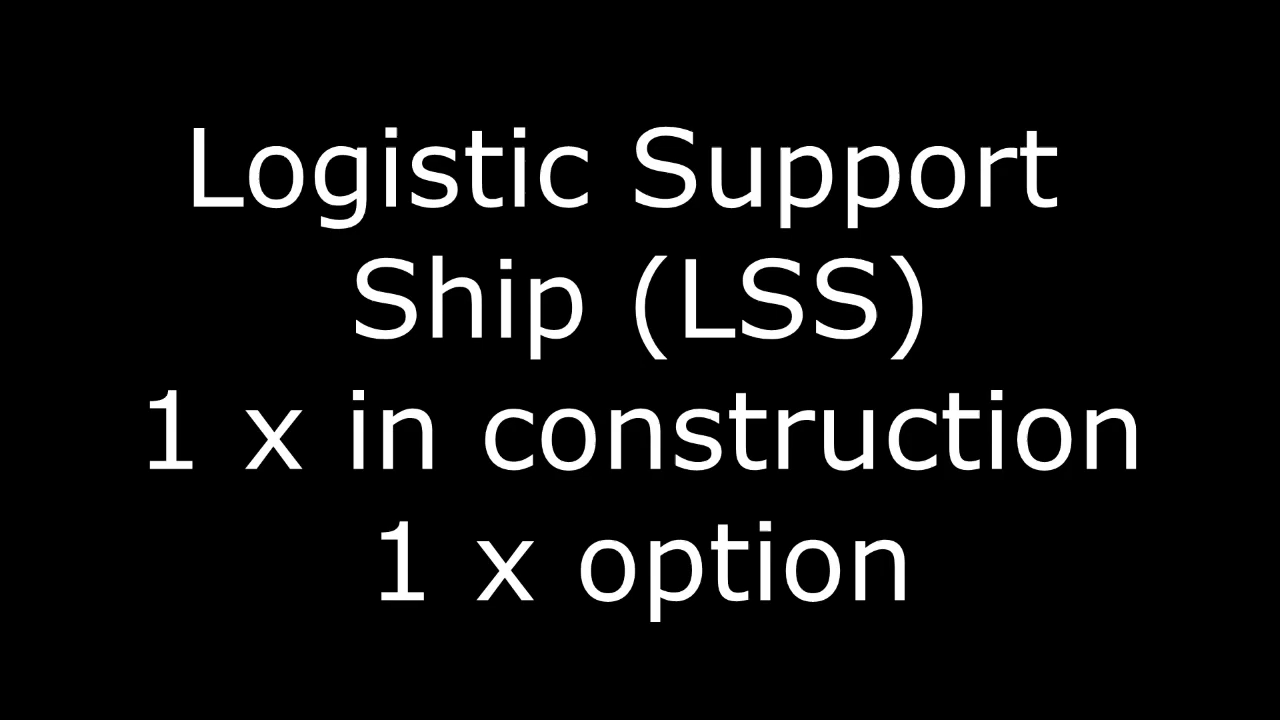 Logistic Support
Ship (LSS)
1 x in construction
1 x option